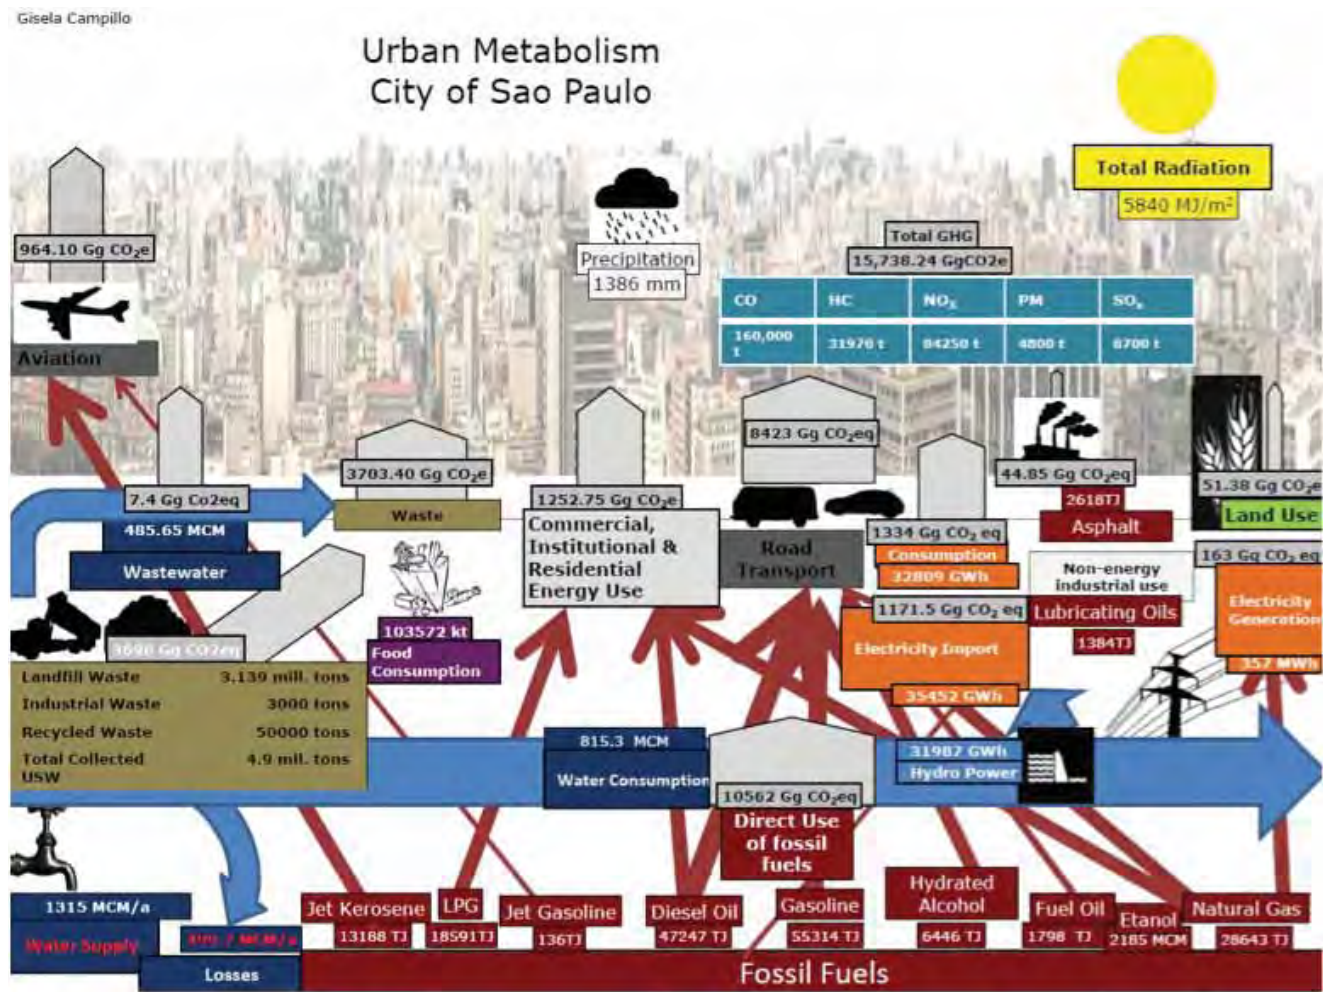 Gisela Campillo
Urban Metabolism
City of Sao Paulo
Total Radiation
5840 MJ/m²
964.10 Gg CO₂e
Aviation
Precipitation
1386 mm
Total GHG
15,738.24 GgCO2e
CO HC NOₓ PM SOₓ
160,000 t 31970 t 84250 t 4800 t 8700 t
7.4 Gg Co2eq
485.65 MCM
Wastewater
3703.40 Gg CO₂e
Waste
1252.75 Gg CO₂e
Commercial,
Institutional &
Residential
Energy Use
8423 Gg CO₂eq
Road
Transport
1334 Gg CO₂ eq
Consumption
32809 GWh
44.85 Gg CO₂eq
2618TJ
Asphalt
51.38 Gg CO₂e
Land Use
Non-energy
industrial use
Lubricating Oils
1384TJ
163 Gg CO₂ eq
Electricity
Generation
357 MWh
1171.5 Gg CO₂ eq
Electricity Import
35452 GWh
103572 kt
Food
Consumption
3696 Gg CO2eq
Landfill Waste 3.139 mill. tons
Industrial Waste 3000 tons
Recycled Waste 50000 tons
Total Collected 4.9 mil. tons
USW
815.3 MCM
Water Consumption
31987 GWh
Hydro Power
10562 Gg CO₂eq
Direct Use
of fossil
fuels
1315 MCM/a
Water Supply
MCM/a
Losses
Jet Kerosene
13188 TJ
LPG
18591TJ
Jet Gasoline
136TJ
Diesel Oil
47247 TJ
Gasoline
55314 TJ
Hydrated
Alcohol
6446 TJ
Fuel Oil
1798 TJ
Etanol
2185 MCM
Natural Gas
28643 TJ
Fossil Fuels